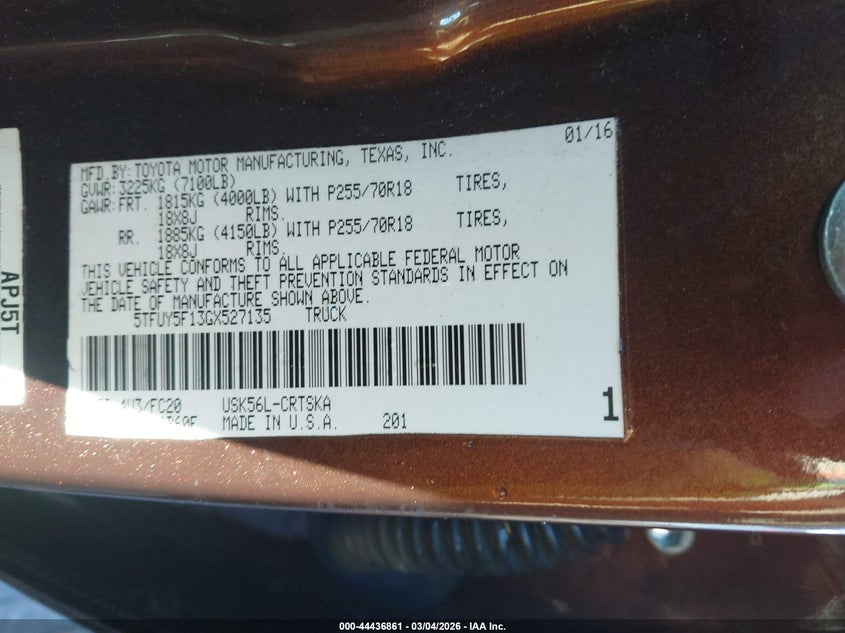 MFD.BY:TOYOTA MOTOR MANUFACTURING, TEXAS, INC. 01/16
GVWR:3225KG (7100LB)
GAWR:FRT. 1815KG (4000LB) WITH P255/70R18 TIRES,
18X8J RIMS.
RR. 1885KG (4150LB) WITH P255/70R18 TIRES,
18X8J RIMS.
THIS VEHICLE CONFORMS TO ALL APPLICABLE FEDERAL MOTOR
VEHICLE SAFETY AND THEFT PREVENTION STANDARDS IN EFFECT ON
THE DATE OF MANUFACTURE SHOWN ABOVE.
5TFUY5F13GX527135 TRUCK
4U3/FC20 USK56L-CRTSKA
MADE IN U.S.A. 201
1
APJ5T
000-44436861 - 03/04/2026 - IAA Inc.